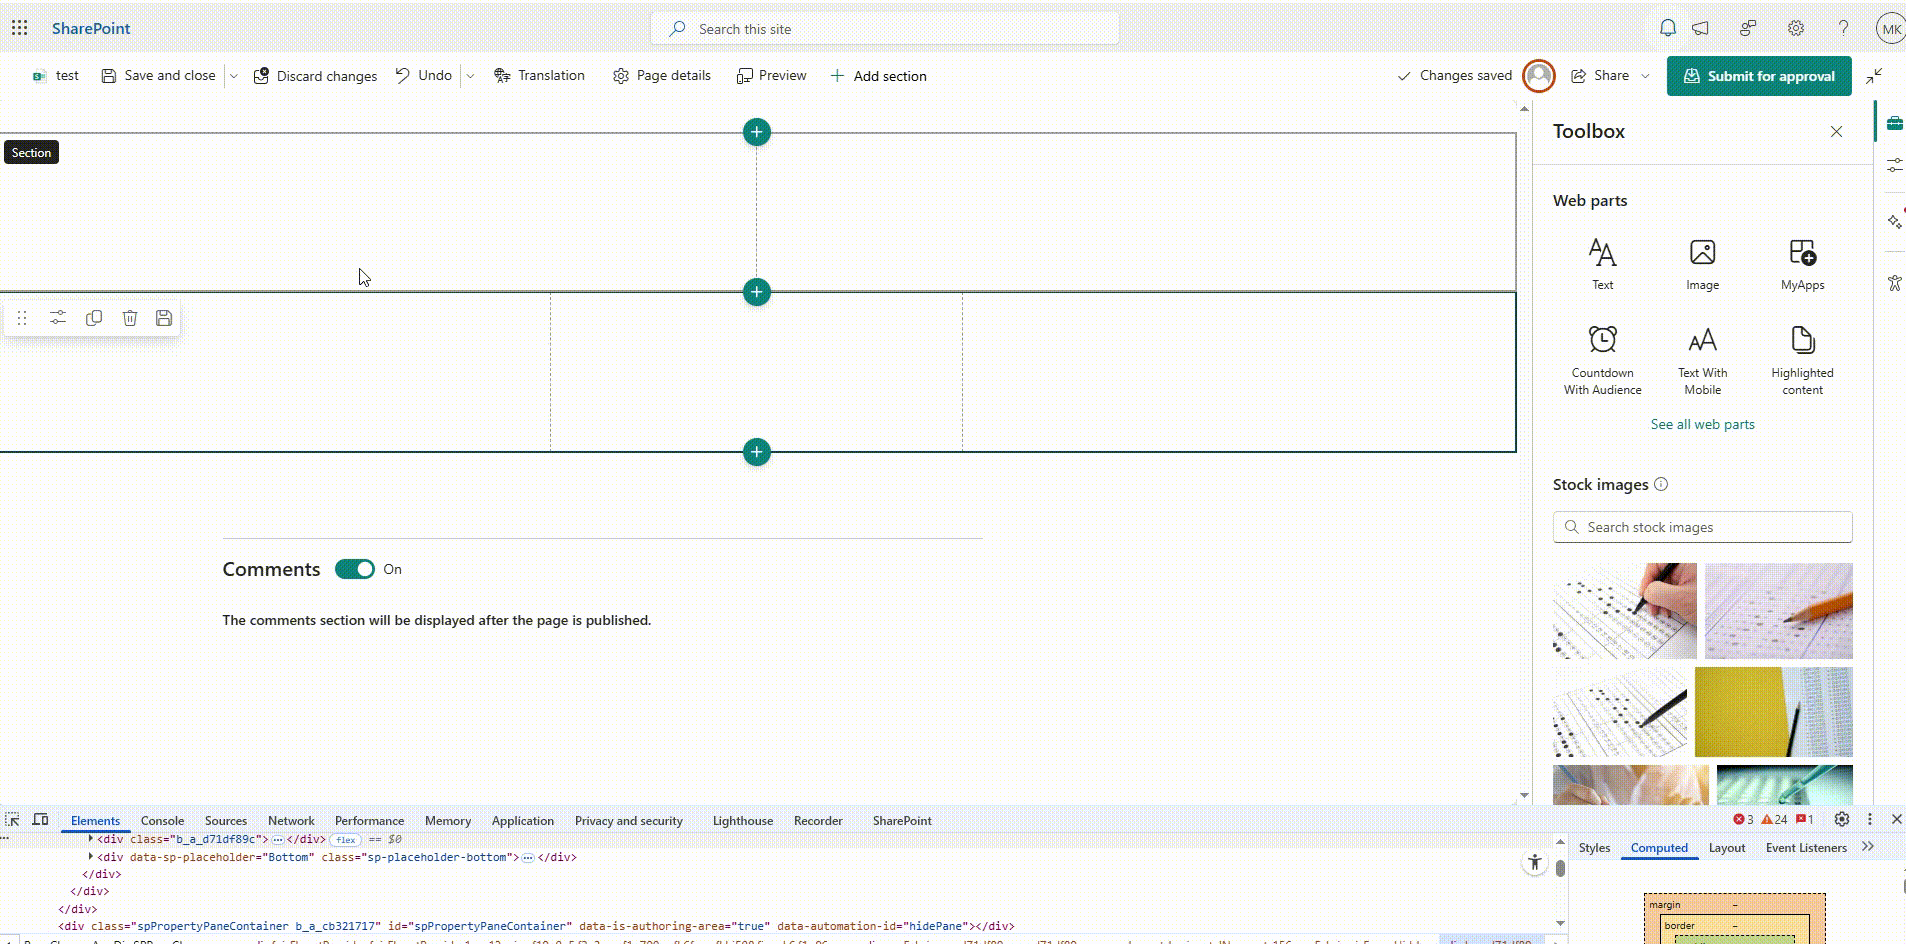 SharePoint
Search this site
MK
test
Save and close
Discard changes
Undo
Translation
Page details
Preview
Add section
Changes saved
Share
Submit for approval
Section
Toolbox
Web parts
Text
Image
MyApps
Countdown
With Audience
Text With
Mobile
Highlighted
content
See all web parts
Stock images
Search stock images
Comments
On
The comments section will be displayed after the page is published.
Elements
Console
Sources
Network
Performance
Memory
Application
Privacy and security
Lighthouse
Recorder
SharePoint
3
24
1
<div class="b_a_d71df89c"> </div> flex == $0
<div data-sp-placeholder="Bottom" class="sp-placeholder-bottom"> </div>
</div>
</div>
</div>
<div class="spPropertyPaneContainer b_a_cb321717" id="spPropertyPaneContainer" data-is-authoring-area="true" data-automation-id="hidePane"></div>
Styles
Computed
Layout
Event Listeners
margin
–
border
–